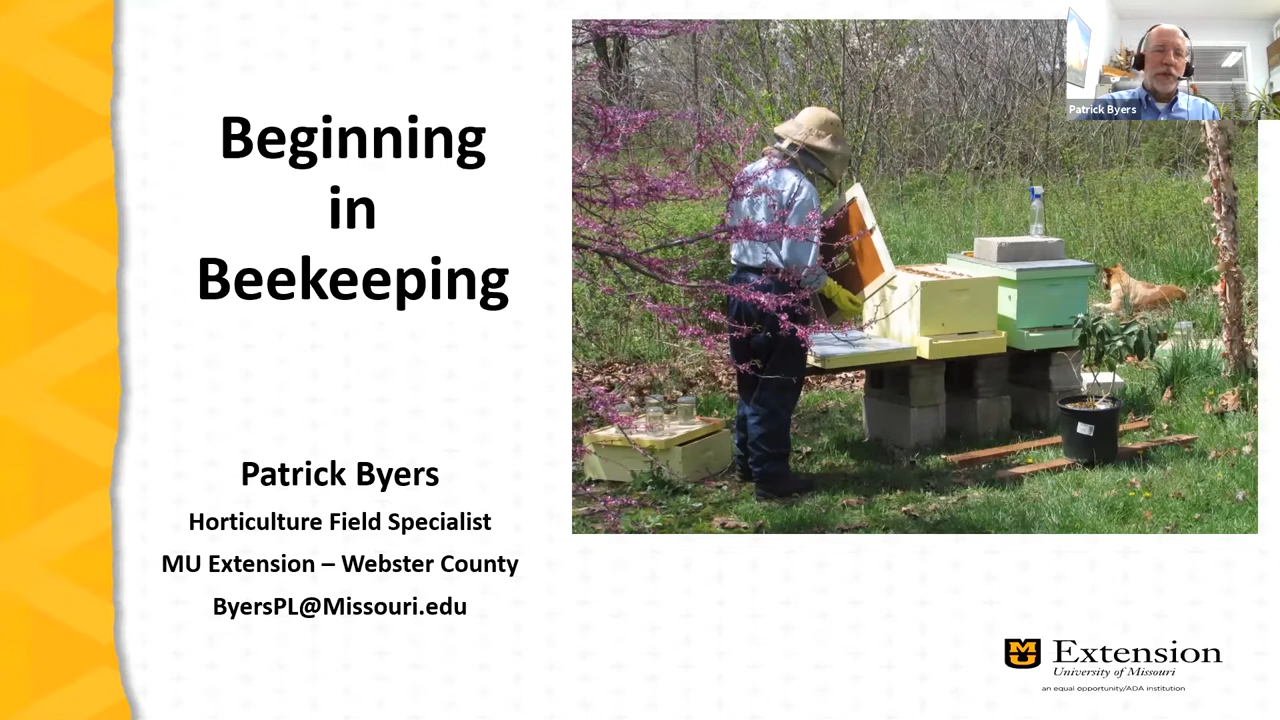 Beginning
in
Beekeeping
Patrick Byers
Horticulture Field Specialist
MU Extension – Webster County
ByersPL@Missouri.edu
Patrick Byers
MU
Extension
University of Missouri
an equal opportunity/ADA institution